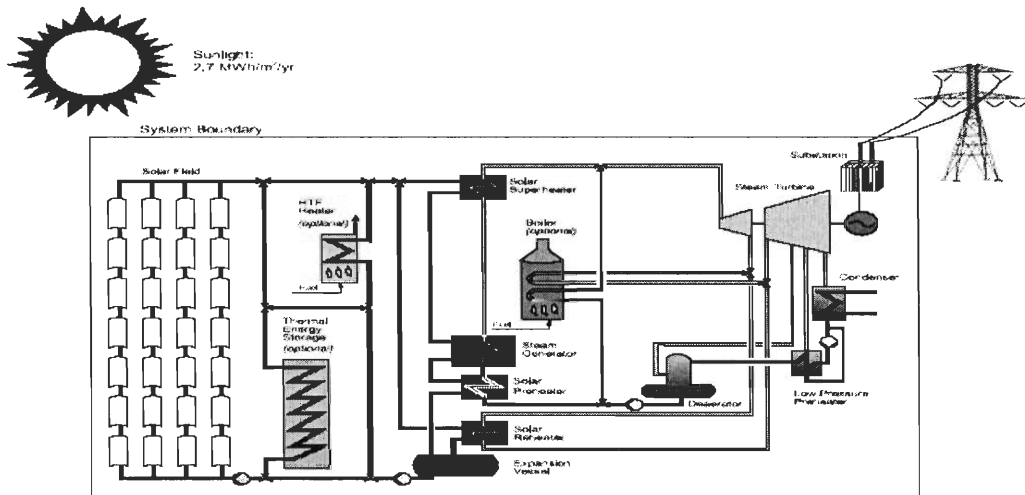 Sunlight:
2,7 MWh/m²/yr
System Boundary
Substation
Solar Field
Solar
Superheater
Steam Turbine
HTF
Heater
(optional)
Boiler
(optional)
Fuel
Condenser
Thermal
Energy
Storage
(optional)
Fuel
Steam
Generator
Solar
Preheater
Deaerator
Low Pressure
Preheater
Solar
Reheater
Expansion
Vessel